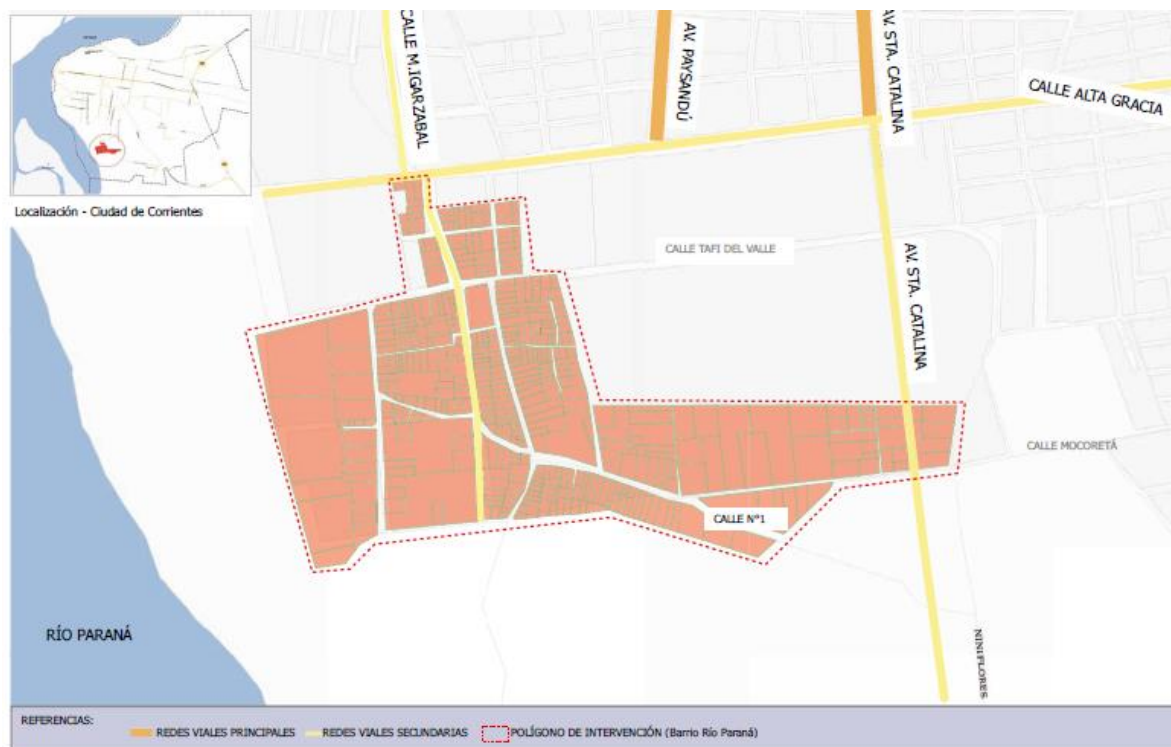 Localización - Ciudad de Corrientes
CALLE M.IGARZABAL
AV. PAYSANDÚ
AV. STA. CATALINA
CALLE ALTA GRACIA
CALLE TAFI DEL VALLE
AV. STA. CATALINA
CALLE MOCORETÁ
CALLE N°1
RÍO PARANÁ
NINI FLORES
REFERENCIAS:
REDES VIALES PRINCIPALES
REDES VIALES SECUNDARIAS
POLÍGONO DE INTERVENCIÓN (Barrio Río Paraná)